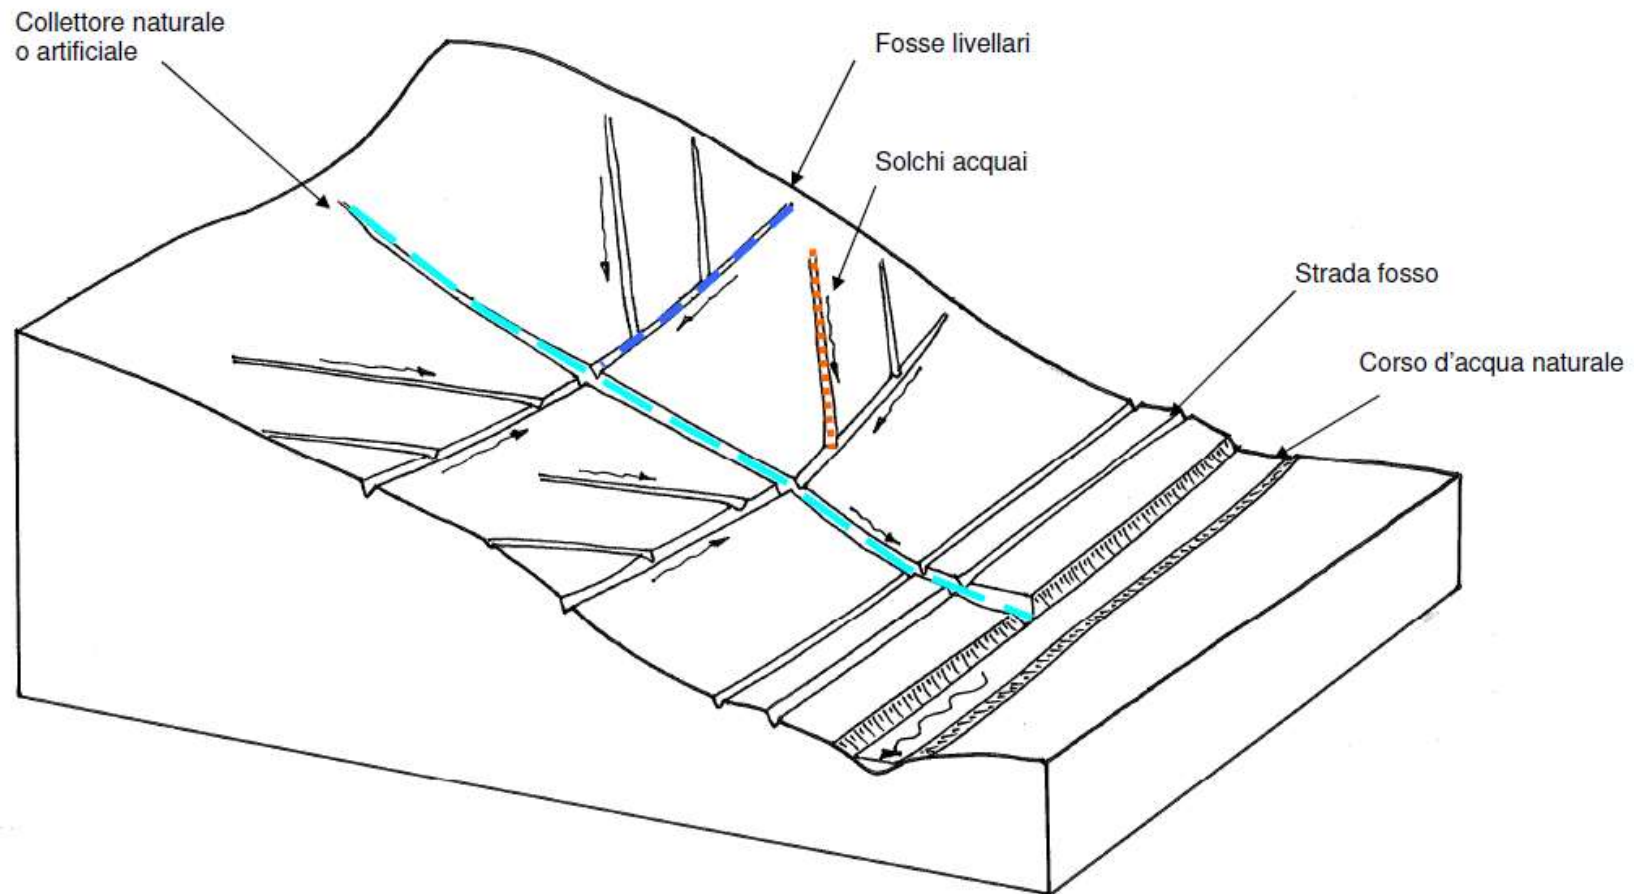 Collettore naturale
o artificiale
Fosse livellari
Solchi acquai
Strada fosso
Corso d'acqua naturale